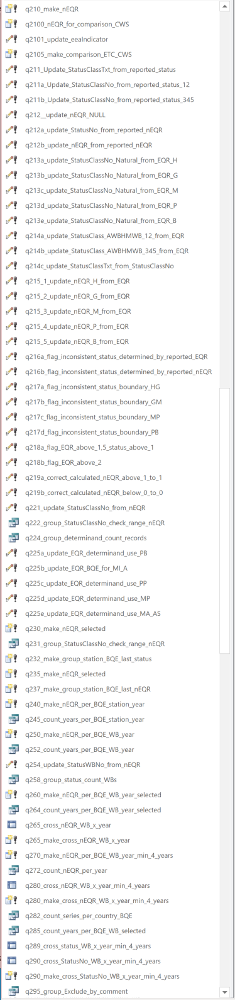 q210_make_nEQR
q2100_nEQR_for_comparison_CWS
q2101_update_eeaIndicator
q2105_make_comparison_ETC_CWS
q211_Update_StatusClassTxt_from_reported_status
q211a_Update_StatusClassNo_from_reported_status_12
q211b_Update_StatusClassNo_from_reported_status_345
q212__update_nEQR_NULL
q212a_update_StatusNo_from_reported_nEQR
q212b_update_nEQR_from_reported_nEQR
q213a_update_StatusClassNo_Natural_from_EQR_H
q213b_update_StatusClassNo_Natural_from_EQR_G
q213c_update_StatusClassNo_Natural_from_EQR_M
q213d_update_StatusClassNo_Natural_from_EQR_P
q213e_update_StatusClassNo_Natural_from_EQR_B
q214a_update_StatusClass_AWBHMWB_12_from_EQR
q214b_update_StatusClass_AWBHMWB_345_from_EQR
q214c_update_StatusClassTxt_from_StatusClassNo
q215_1_update_nEQR_H_from_EQR
q215_2_update_nEQR_G_from_EQR
q215_3_update_nEQR_M_from_EQR
q215_4_update_nEQR_P_from_EQR
q215_5_update_nEQR_B_from_EQR
q216a_flag_inconsistent_status_determined_by_reported_EQR
q216b_flag_inconsistent_status_determined_by_reported_nEQR
q217a_flag_inconsistent_status_boundary_HG
q217b_flag_inconsistent_status_boundary_GM
q217c_flag_inconsistent_status_boundary_MP
q217d_flag_inconsistent_status_boundary_PB
q218a_flag_EQR_above_1,5_status_above_1
q218b_flag_EQR_above_2
q219a_correct_calculated_nEQR_above_1_to_1
q219b_correct_calculated_nEQR_below_0_to_0
q221_update_StatusClassNo_from_nEQR
q222_group_StatusClassNo_check_range_nEQR
q224_group_determinand_count_records
q225a_update_EQR_determinand_use_PB
q225b_update_EQR_BQE_for_MI_A
q225c_update_EQR_determinand_use_PP
q225d_update_EQR_determinand_use_MP
q225e_update_EQR_determinand_use_MA_AS
q230_make_nEQR_selected
q231_group_StatusClassNo_check_range_nEQR
q232_make_group_station_BQE_last_status
q235_make_nEQR_selected
q237_make_group_station_BQE_last_nEQR
q240_make_nEQR_per_BQE_station_year
q245_count_years_per_BQE_station_year
q250_make_nEQR_per_BQE_WB_year
q252_count_years_per_BQE_WB_year
q254_update_StatusWBNo_from_nEQR
q258_group_status_count_WBs
q260_make_nEQR_per_BQE_WB_year_selected
q264_count_years_per_BQE_WB_year_selected
q265_cross_nEQR_WB_x_year
q265_make_cross_nEQR_WB_x_year
q270_make_nEQR_per_BQE_WB_year_min_4_years
q272_count_nEQR_per_year
q280_cross_nEQR_WB_x_year_min_4_years
q280_make_cross_nEQR_WB_x_year_min_4_years
q282_count_series_per_country_BQE
q285_count_years_per_BQE_WB_selected
q289_cross_status_WB_x_year_min_4_years
q290_cross_StatusNo_WB_x_year_min_4_years
q290_make_cross_StatusNo_WB_x_year_min_4_years
q295_group_Exclude_by_comment